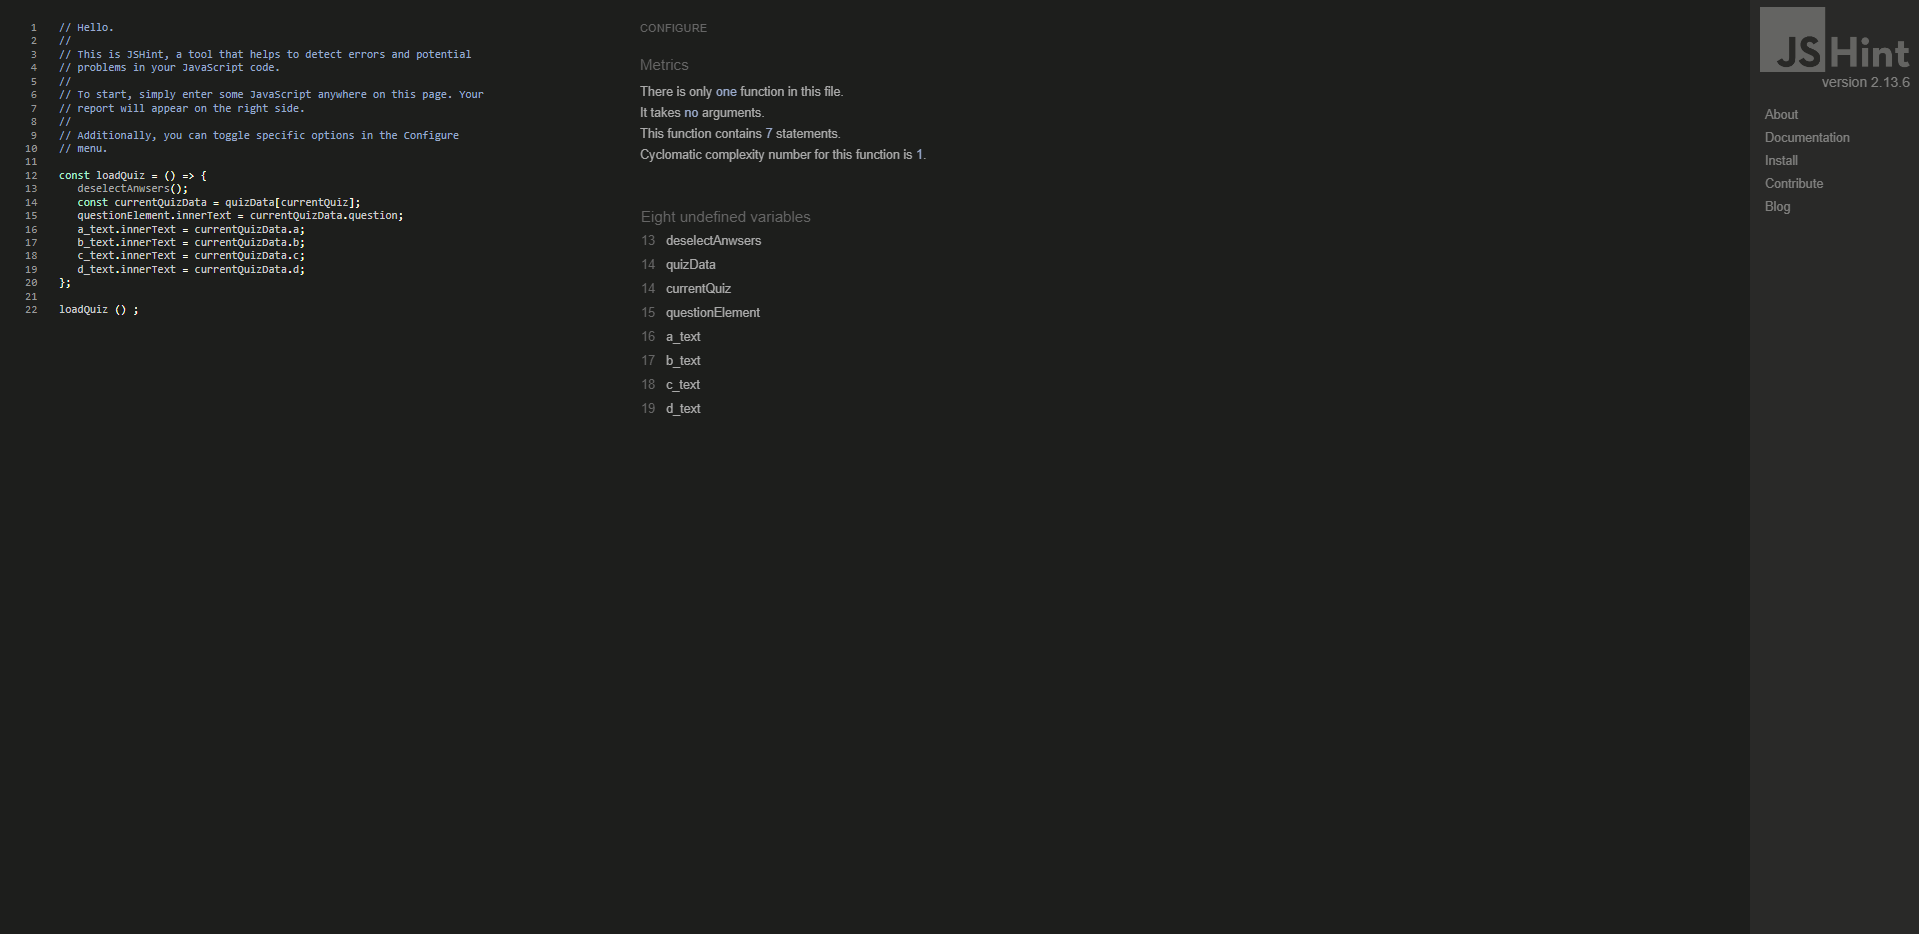 1 // Hello.
2 //
3 // This is JSHint, a tool that helps to detect errors and potential
4 // problems in your JavaScript code.
5 //
6 // To start, simply enter some JavaScript anywhere on this page. Your
7 // report will appear on the right side.
8 //
9 // Additionally, you can toggle specific options in the Configure
10 // menu.
11
12 const loadQuiz = () => {
13 deselectAnwsers();
14 const currentQuizData = quizData[currentQuiz];
15 questionElement.innerText = currentQuizData.question;
16 a_text.innerText = currentQuizData.a;
17 b_text.innerText = currentQuizData.b;
18 c_text.innerText = currentQuizData.c;
19 d_text.innerText = currentQuizData.d;
20 };
21
22 loadQuiz () ;
CONFIGURE
Metrics
There is only one function in this file.
It takes no arguments.
This function contains 7 statements.
Cyclomatic complexity number for this function is 1.
Eight undefined variables
13 deselectAnwsers
14 quizData
14 currentQuiz
15 questionElement
16 a_text
17 b_text
18 c_text
19 d_text
JSHint
version 2.13.6
About
Documentation
Install
Contribute
Blog